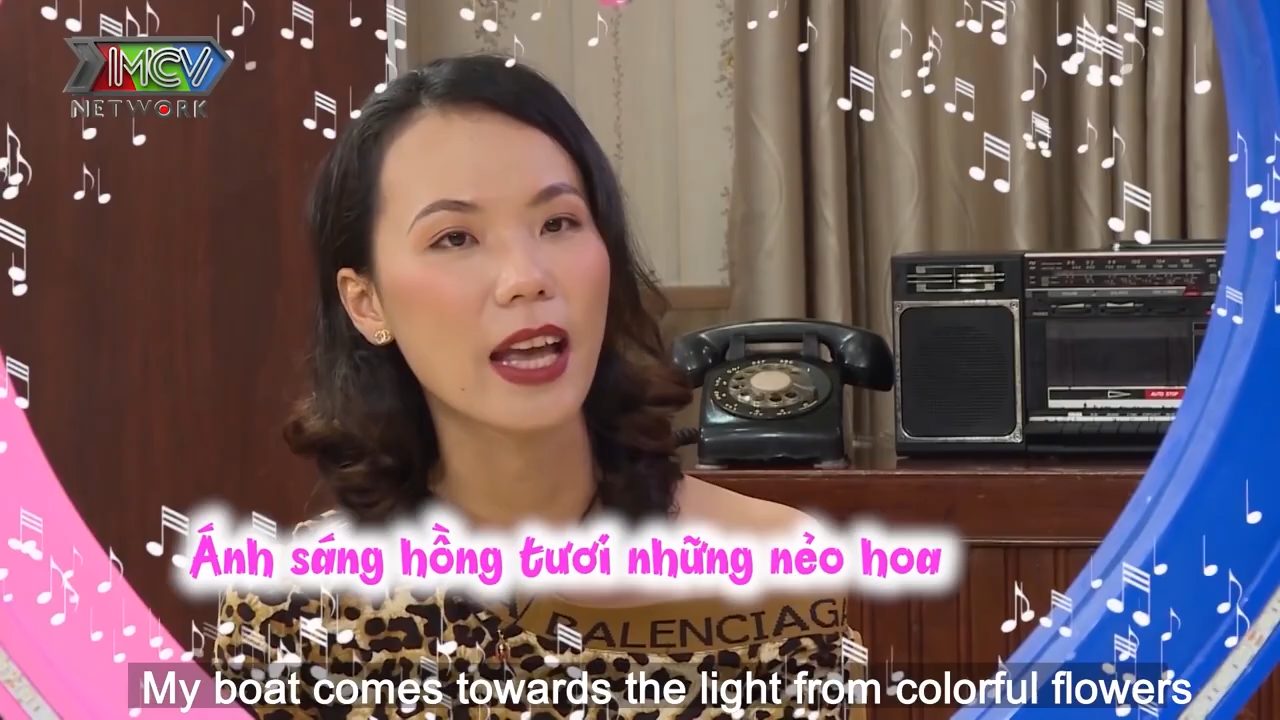 MCV
NETWORK
AUTO STOP
Ánh sáng hồng tươi những nẻo hoa
BALENCIAGA
My boat comes towards the light from colorful flowers